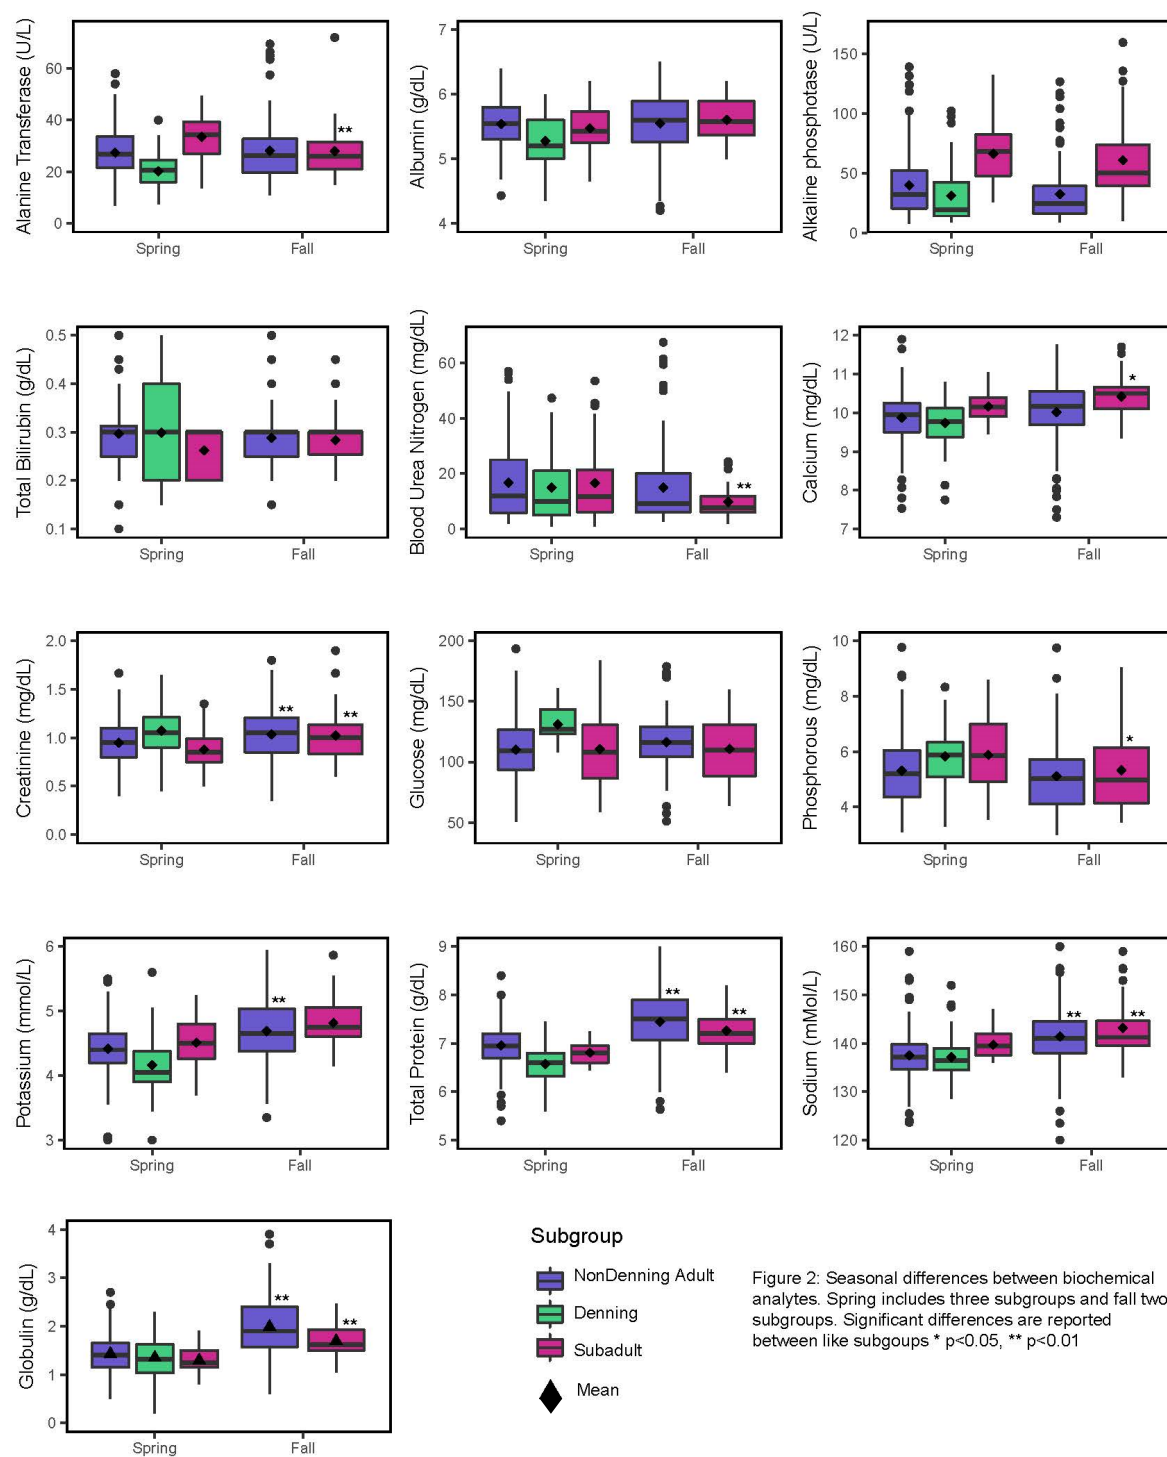 Alanine Transferase (U/L)
60
40
20
0
**
Spring
Fall
Albumin (g/dL)
7
6
5
4
Spring
Fall
Alkaline phosphotase (U/L)
150
100
50
0
Spring
Fall
Total Bilirubin (g/dL)
0.5
0.4
0.3
0.2
0.1
Spring
Fall
Blood Urea Nitrogen (mg/dL)
60
40
20
0
**
Spring
Fall
Calcium (mg/dL)
12
11
10
9
8
7
*
Spring
Fall
Creatinine (mg/dL)
2.0
1.5
1.0
0.5
0.0
**
**
Spring
Fall
Glucose (mg/dL)
200
150
100
50
Spring
Fall
Phosphorous (mg/dL)
10
8
6
4
*
Spring
Fall
Potassium (mmol/L)
6
5
4
3
**
Spring
Fall
Total Protein (g/dL)
9
8
7
6
5
**
**
Spring
Fall
Sodium (mMol/L)
160
150
140
130
120
**
**
Spring
Fall
Globulin (g/dL)
4
3
2
1
0
**
**
Spring
Fall
Subgroup
NonDenning Adult
Denning
Subadult
Mean
Figure 2: Seasonal differences between biochemical
analytes. Spring includes three subgroups and fall two
subgroups. Significant differences are reported
between like subgoups * p<0.05, ** p<0.01